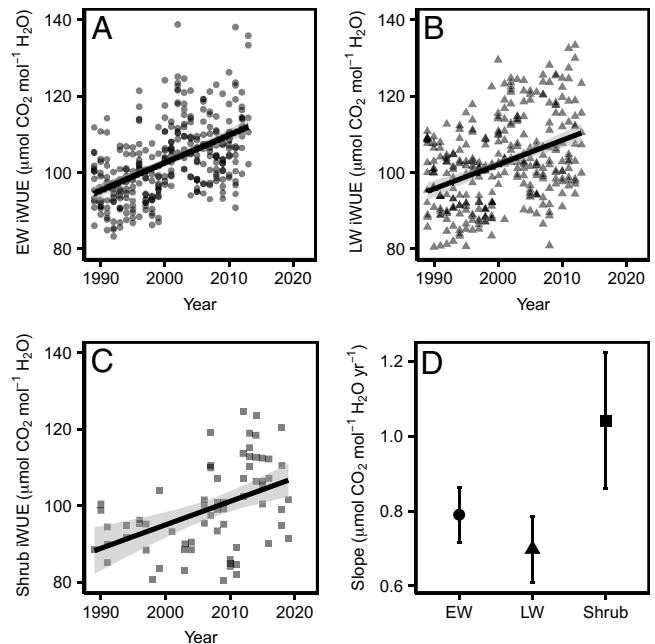 A
EW iWUE (μmol CO₂ mol⁻¹ H₂O)
140
120
100
80
1990 2000 2010 2020
Year
B
LW iWUE (μmol CO₂ mol⁻¹ H₂O)
140
120
100
80
1990 2000 2010 2020
Year
C
Shrub iWUE (μmol CO₂ mol⁻¹ H₂O)
140
120
100
80
1990 2000 2010 2020
Year
D
Slope (μmol CO₂ mol⁻¹ H₂O yr⁻¹)
1.2
1.0
0.8
0.6
EW LW Shrub